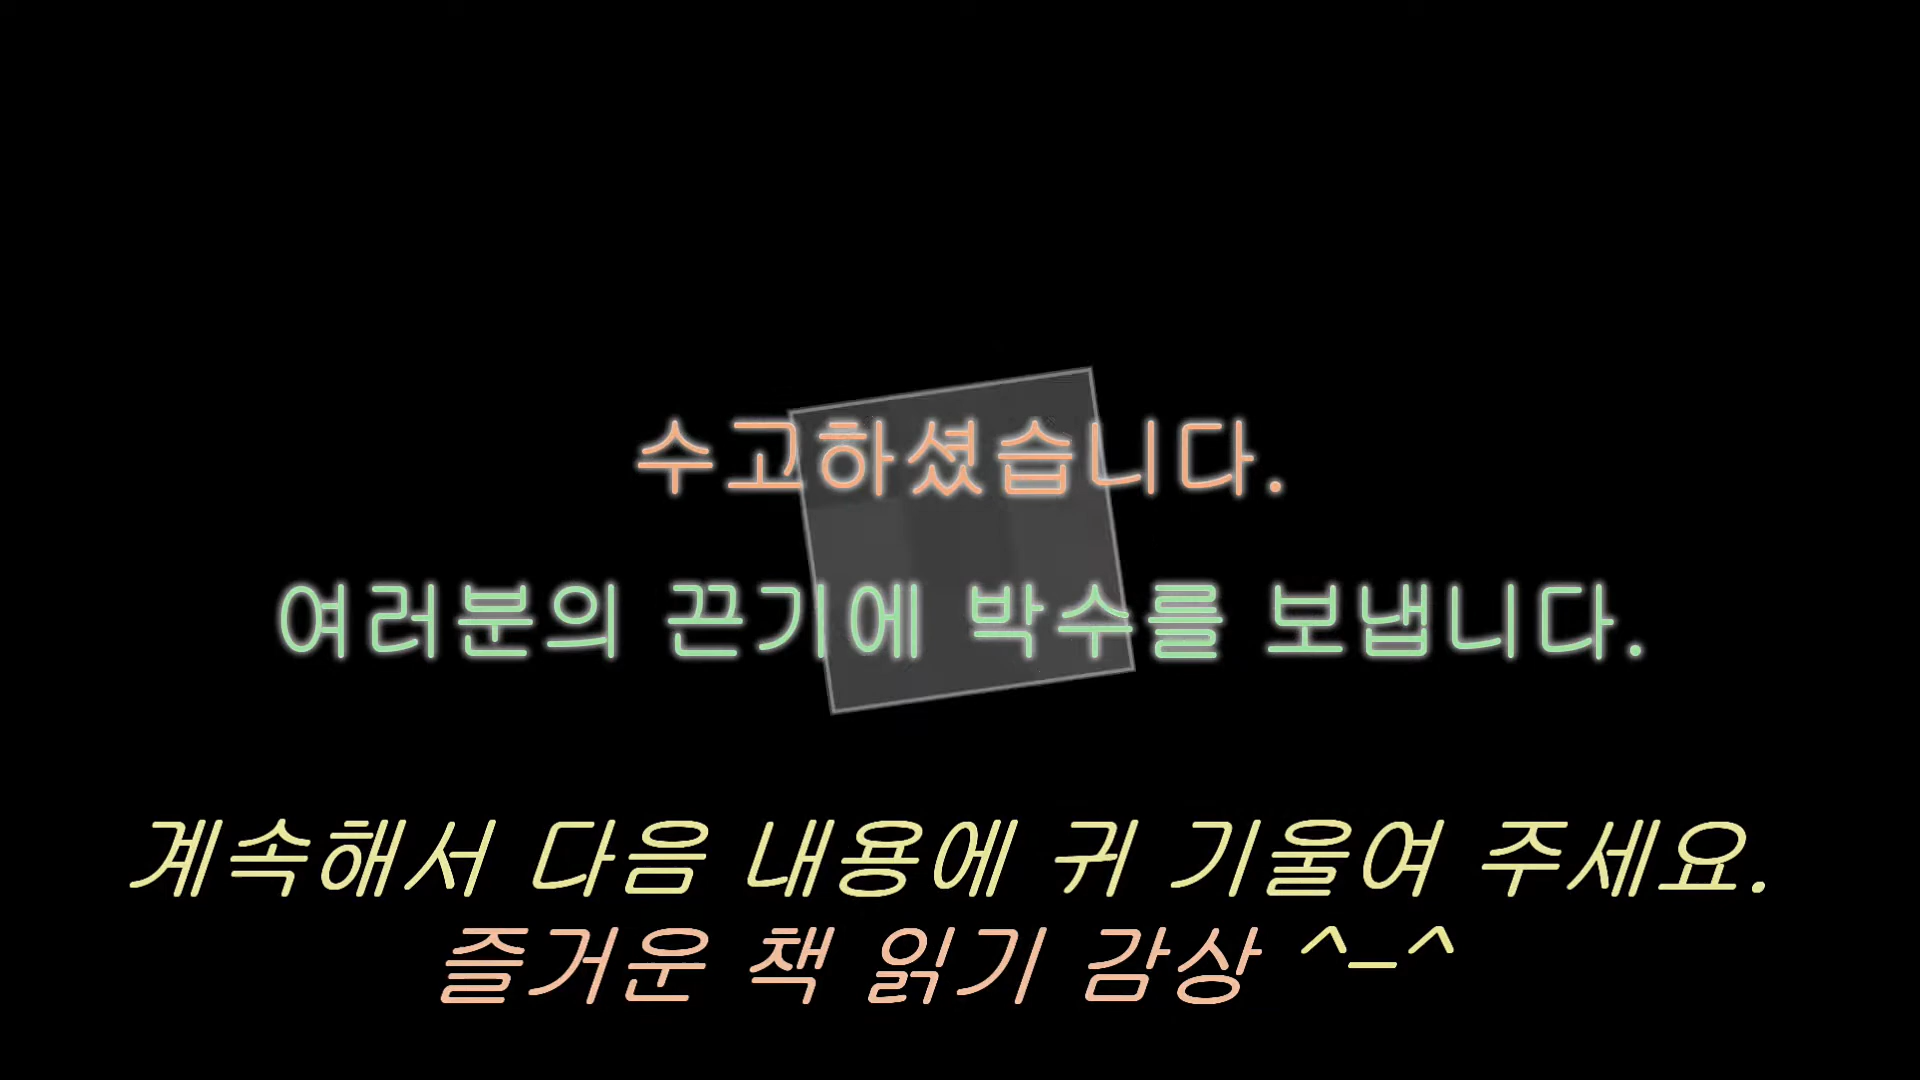 수고하셨습니다.
여러분의 끈기에 박수를 보냅니다.
계속해서 다음 내용에 귀 기울여 주세요.
즐거운 책 읽기 감상 ^-^